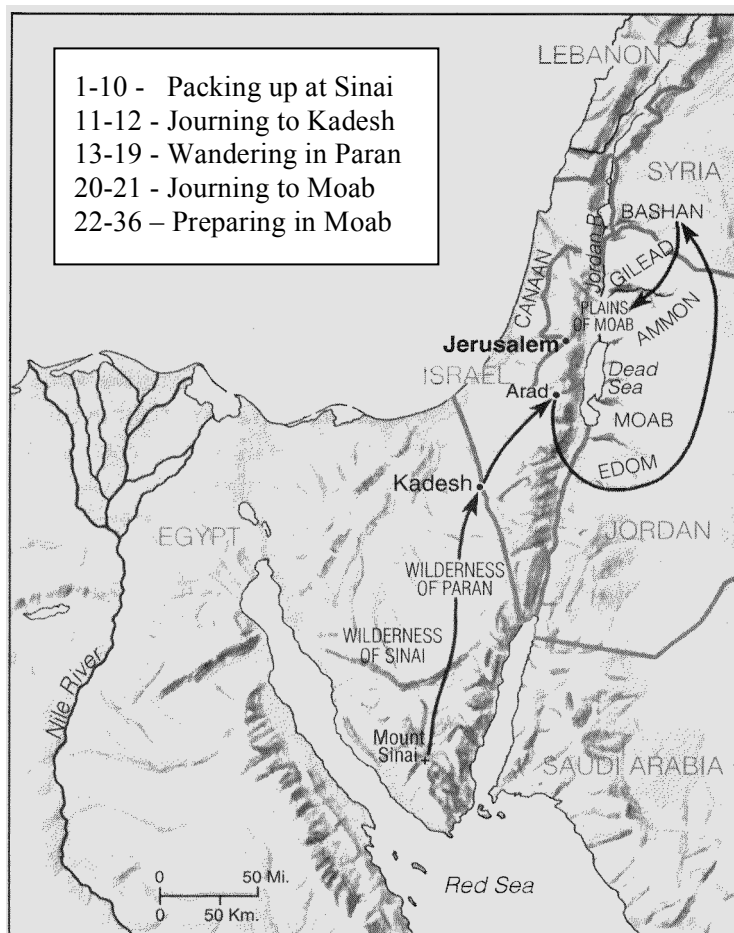 LEBANON
1-10 - Packing up at Sinai
11-12 - Journing to Kadesh
13-19 - Wandering in Paran
20-21 - Journing to Moab
22-36 – Preparing in Moab
SYRIA
BASHAN
Jordan R.
GILEAD
CANAAN
PLAINS
OF MOAB
AMMON
Jerusalem
ISRAEL
Dead
Sea
Arad
MOAB
EDOM
Kadesh
JORDAN
EGYPT
WILDERNESS
OF PARAN
WILDERNESS
OF SINAI
Nile River
Mount
Sinai
SAUDI ARABIA
0 50 Mi.
0 50 Km.
Red Sea